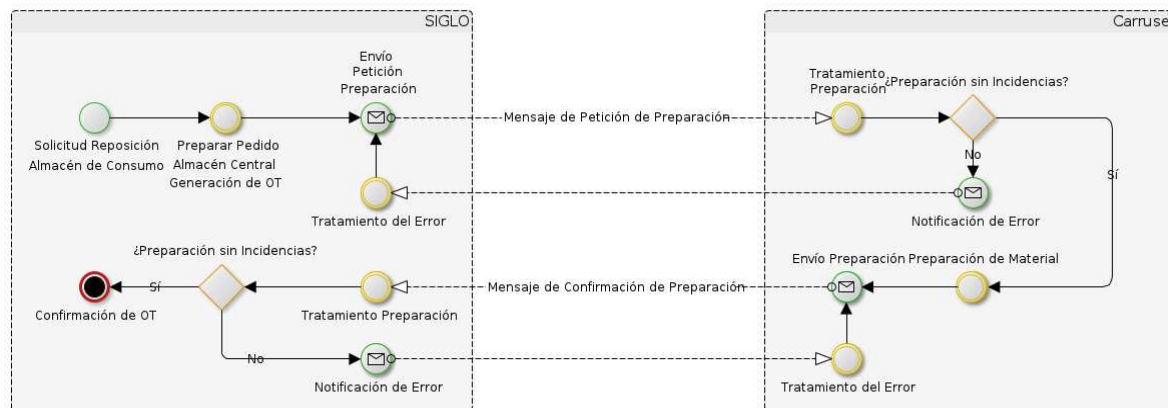 SIGLO
Carrusel
Envío
Petición
Preparación
Solicitud Reposición
Almacén de Consumo
Preparar Pedido
Almacén Central
Generación de OT
Mensaje de Petición de Preparación
Tratamiento
Preparación
¿Preparación sin Incidencias?
No
Sí
Tratamiento del Error
Notificación de Error
¿Preparación sin Incidencias?
Sí
Confirmación de OT
Tratamiento Preparación
Mensaje de Confirmación de Preparación
Envío Preparación
Preparación de Material
No
Notificación de Error
Tratamiento del Error